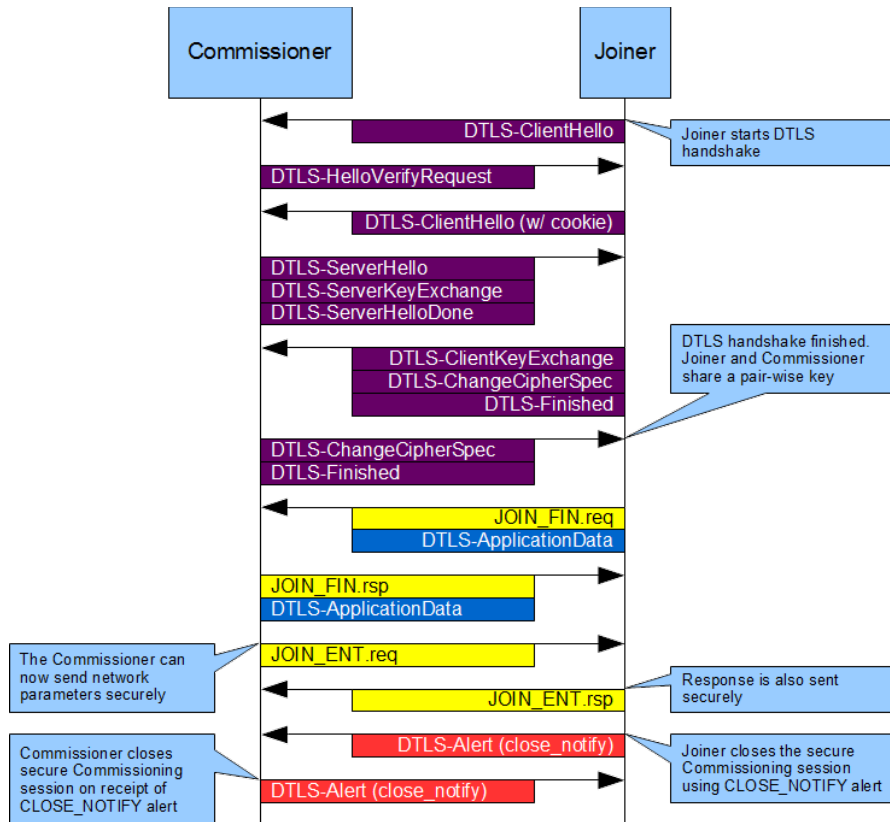 Commissioner
Joiner
DTLS-ClientHello
Joiner starts DTLS
handshake
DTLS-HelloVerifyRequest
DTLS-ClientHello (w/ cookie)
DTLS-ServerHello
DTLS-ServerKeyExchange
DTLS-ServerHelloDone
DTLS handshake finished.
Joiner and Commissioner
share a pair-wise key
DTLS-ClientKeyExchange
DTLS-ChangeCipherSpec
DTLS-Finished
DTLS-ChangeCipherSpec
DTLS-Finished
JOIN_FIN.req
DTLS-ApplicationData
JOIN_FIN.rsp
DTLS-ApplicationData
The Commissioner can
now send network
parameters securely
JOIN_ENT.req
JOIN_ENT.rsp
Response is also sent
securely
DTLS-Alert (close_notify)
Joiner closes the secure
Commissioning session
using CLOSE_NOTIFY alert
Commissioner closes
secure Commissioning
session on receipt of
CLOSE_NOTIFY alert
DTLS-Alert (close_notify)